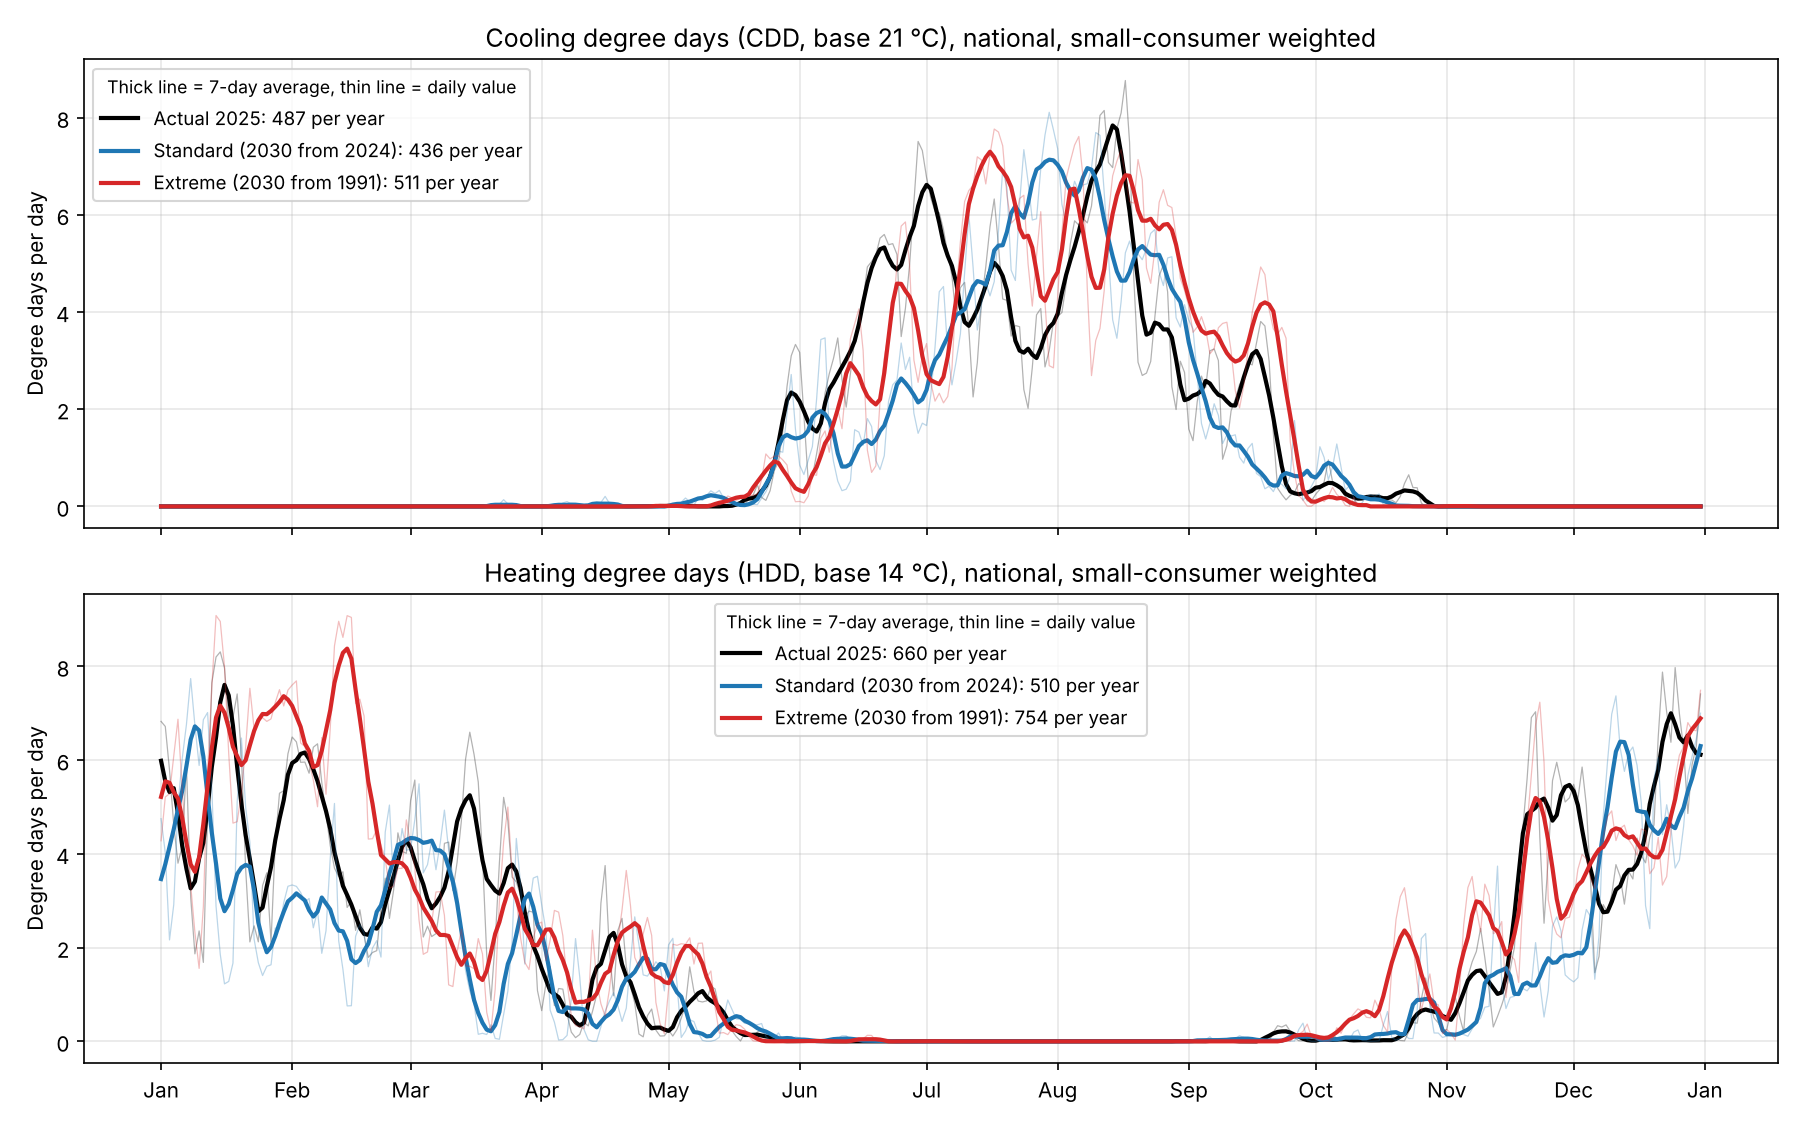 Cooling degree days (CDD, base 21 °C), national, small-consumer weighted
Degree days per day
8
6
4
2
0
Thick line = 7-day average, thin line = daily value
Actual 2025: 487 per year
Standard (2030 from 2024): 436 per year
Extreme (2030 from 1991): 511 per year
Heating degree days (HDD, base 14 °C), national, small-consumer weighted
Degree days per day
8
6
4
2
0
Thick line = 7-day average, thin line = daily value
Actual 2025: 660 per year
Standard (2030 from 2024): 510 per year
Extreme (2030 from 1991): 754 per year
Jan Feb Mar Apr May Jun Jul Aug Sep Oct Nov Dec Jan